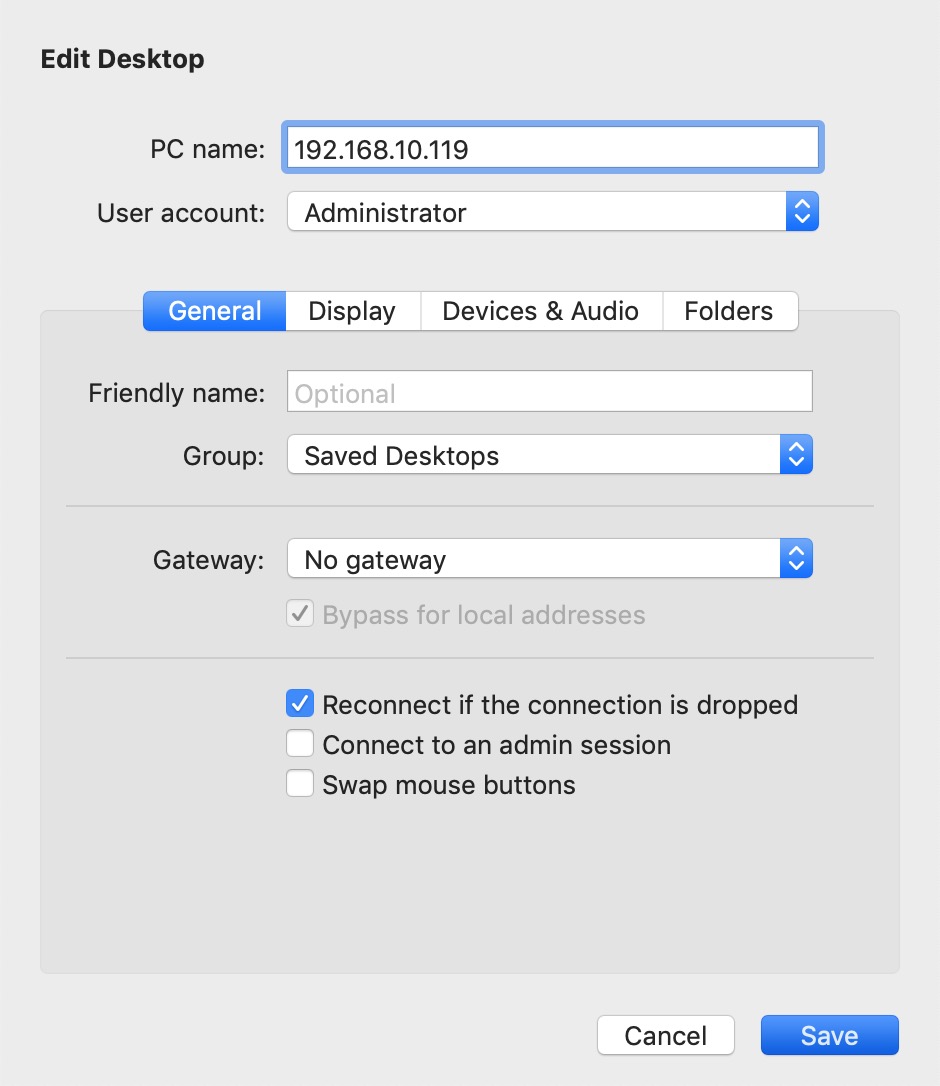 Edit Desktop
PC name: 192.168.10.119
User account: Administrator
General Display Devices & Audio Folders
Friendly name: Optional
Group: Saved Desktops
Gateway: No gateway
Bypass for local addresses
Reconnect if the connection is dropped
Connect to an admin session
Swap mouse buttons
Cancel Save